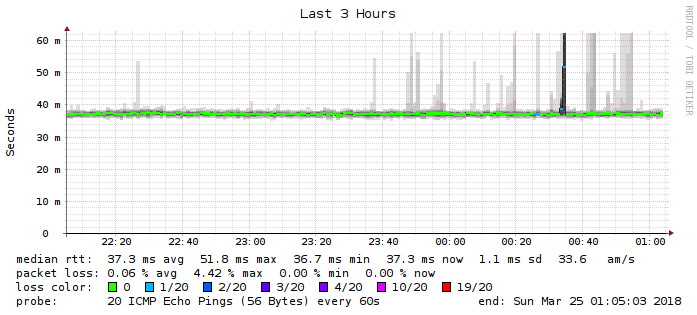 Last 3 Hours
RRDTOOL / TOBI OETIKER
Seconds
60 m
50 m
40 m
30 m
20 m
10 m
0
22:20 22:40 23:00 23:20 23:40 00:00 00:20 00:40 01:00
median rtt: 37.3 ms avg 51.8 ms max 36.7 ms min 37.3 ms now 1.1 ms sd 33.6 am/s
packet loss: 0.06 % avg 4.42 % max 0.00 % min 0.00 % now
loss color: 0 1/20 2/20 3/20 4/20 10/20 19/20
probe: 20 ICMP Echo Pings (56 Bytes) every 60s end: Sun Mar 25 01:05:03 2018